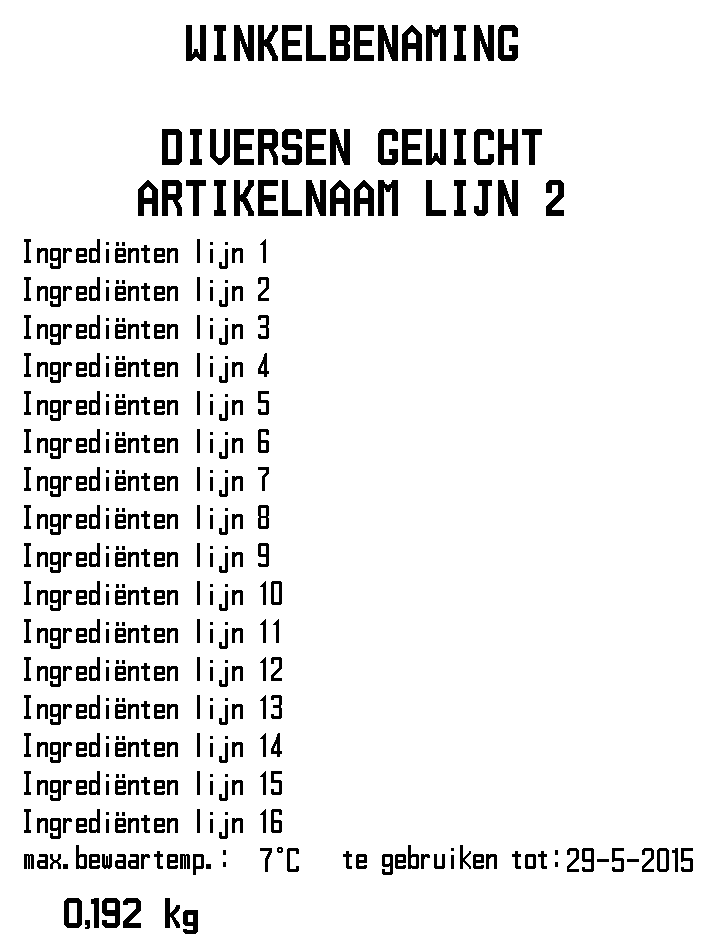 WINKELBENAMING
DIVERSEN GEWICHT
ARTIKELNAAM LIJN 2
Ingrediënten lijn 1
Ingrediënten lijn 2
Ingrediënten lijn 3
Ingrediënten lijn 4
Ingrediënten lijn 5
Ingrediënten lijn 6
Ingrediënten lijn 7
Ingrediënten lijn 8
Ingrediënten lijn 9
Ingrediënten lijn 10
Ingrediënten lijn 11
Ingrediënten lijn 12
Ingrediënten lijn 13
Ingrediënten lijn 14
Ingrediënten lijn 15
Ingrediënten lijn 16
max.bewaartemp.: 7°C te gebruiken tot:29-5-2015
0,192 kg